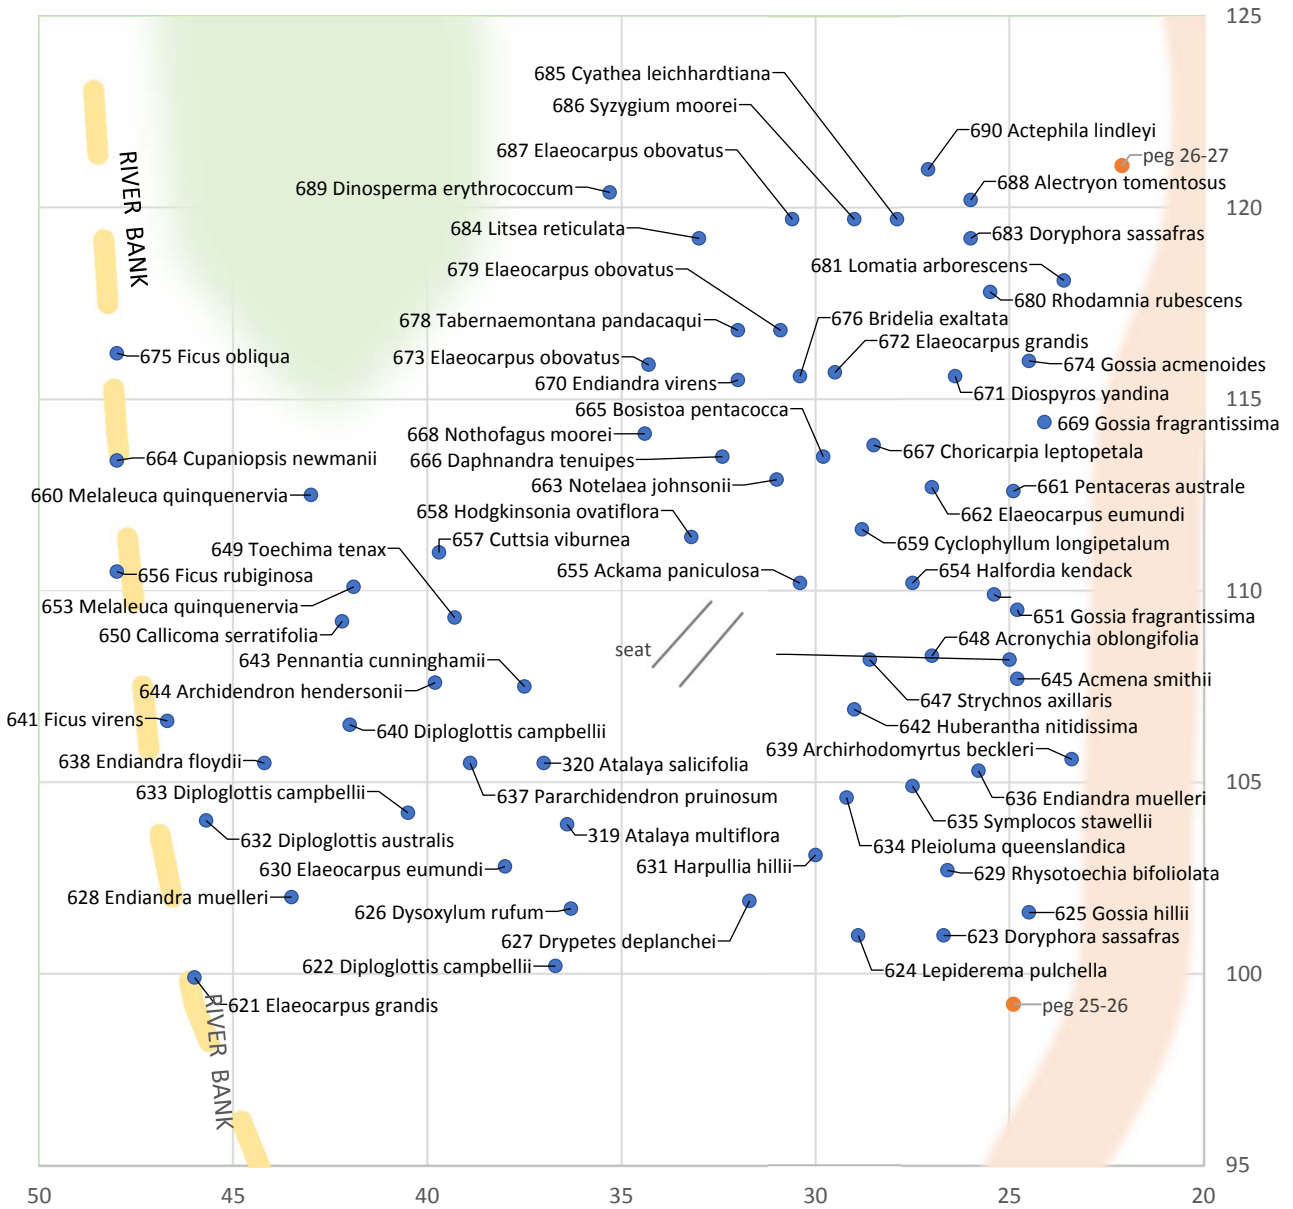 125
685 Cyathea leichhardtiana
686 Syzygium moorei
690 Actephila lindleyi
687 Elaeocarpus obovatus
peg 26-27
688 Alectryon tomentosus
689 Dinosperma erythrococcum
RIVER BANK
120
684 Litsea reticulata
683 Doryphora sassafras
681 Lomatia arborescens
679 Elaeocarpus obovatus
680 Rhodamnia rubescens
676 Bridelia exaltata
678 Tabernaemontana pandacaqui
672 Elaeocarpus grandis
675 Ficus obliqua
673 Elaeocarpus obovatus
674 Gossia acmenoides
670 Endiandra virens
671 Diospyros yandina
115
665 Bosistoa pentacocca
669 Gossia fragrantissima
668 Nothofagus moorei
667 Choricarpia leptopetala
664 Cupaniopsis newmanii
666 Daphnandra tenuipes
663 Notelaea johnsonii
661 Pentaceras australe
660 Melaleuca quinquenervia
658 Hodgkinsonia ovatiflora
662 Elaeocarpus eumundi
657 Cuttsia viburnea
659 Cyclophyllum longipetalum
649 Toechima tenax
655 Ackama paniculosa
654 Halfordia kendack
656 Ficus rubiginosa
110
653 Melaleuca quinquenervia
651 Gossia fragrantissima
650 Callicoma serratifolia
648 Acronychia oblongifolia
seat
643 Pennantia cunninghamii
645 Acmena smithii
644 Archidendron hendersonii
647 Strychnos axillaris
641 Ficus virens
642 Huberantha nitidissima
640 Diploglottis campbellii
639 Archirhodomyrtus beckleri
638 Endiandra floydii
320 Atalaya salicifolia
105
633 Diploglottis campbellii
637 Pararchidendron pruinosum
636 Endiandra muelleri
635 Symplocos stawellii
632 Diploglottis australis
319 Atalaya multiflora
634 Pleioluma queenslandica
630 Elaeocarpus eumundi
631 Harpullia hillii
629 Rhysotoechia bifoliolata
628 Endiandra muelleri
626 Dysoxylum rufum
625 Gossia hillii
627 Drypetes deplanchei
623 Doryphora sassafras
622 Diploglottis campbellii
624 Lepiderema pulchella
100
621 Elaeocarpus grandis
peg 25-26
RIVER BANK
95
50 45 40 35 30 25 20